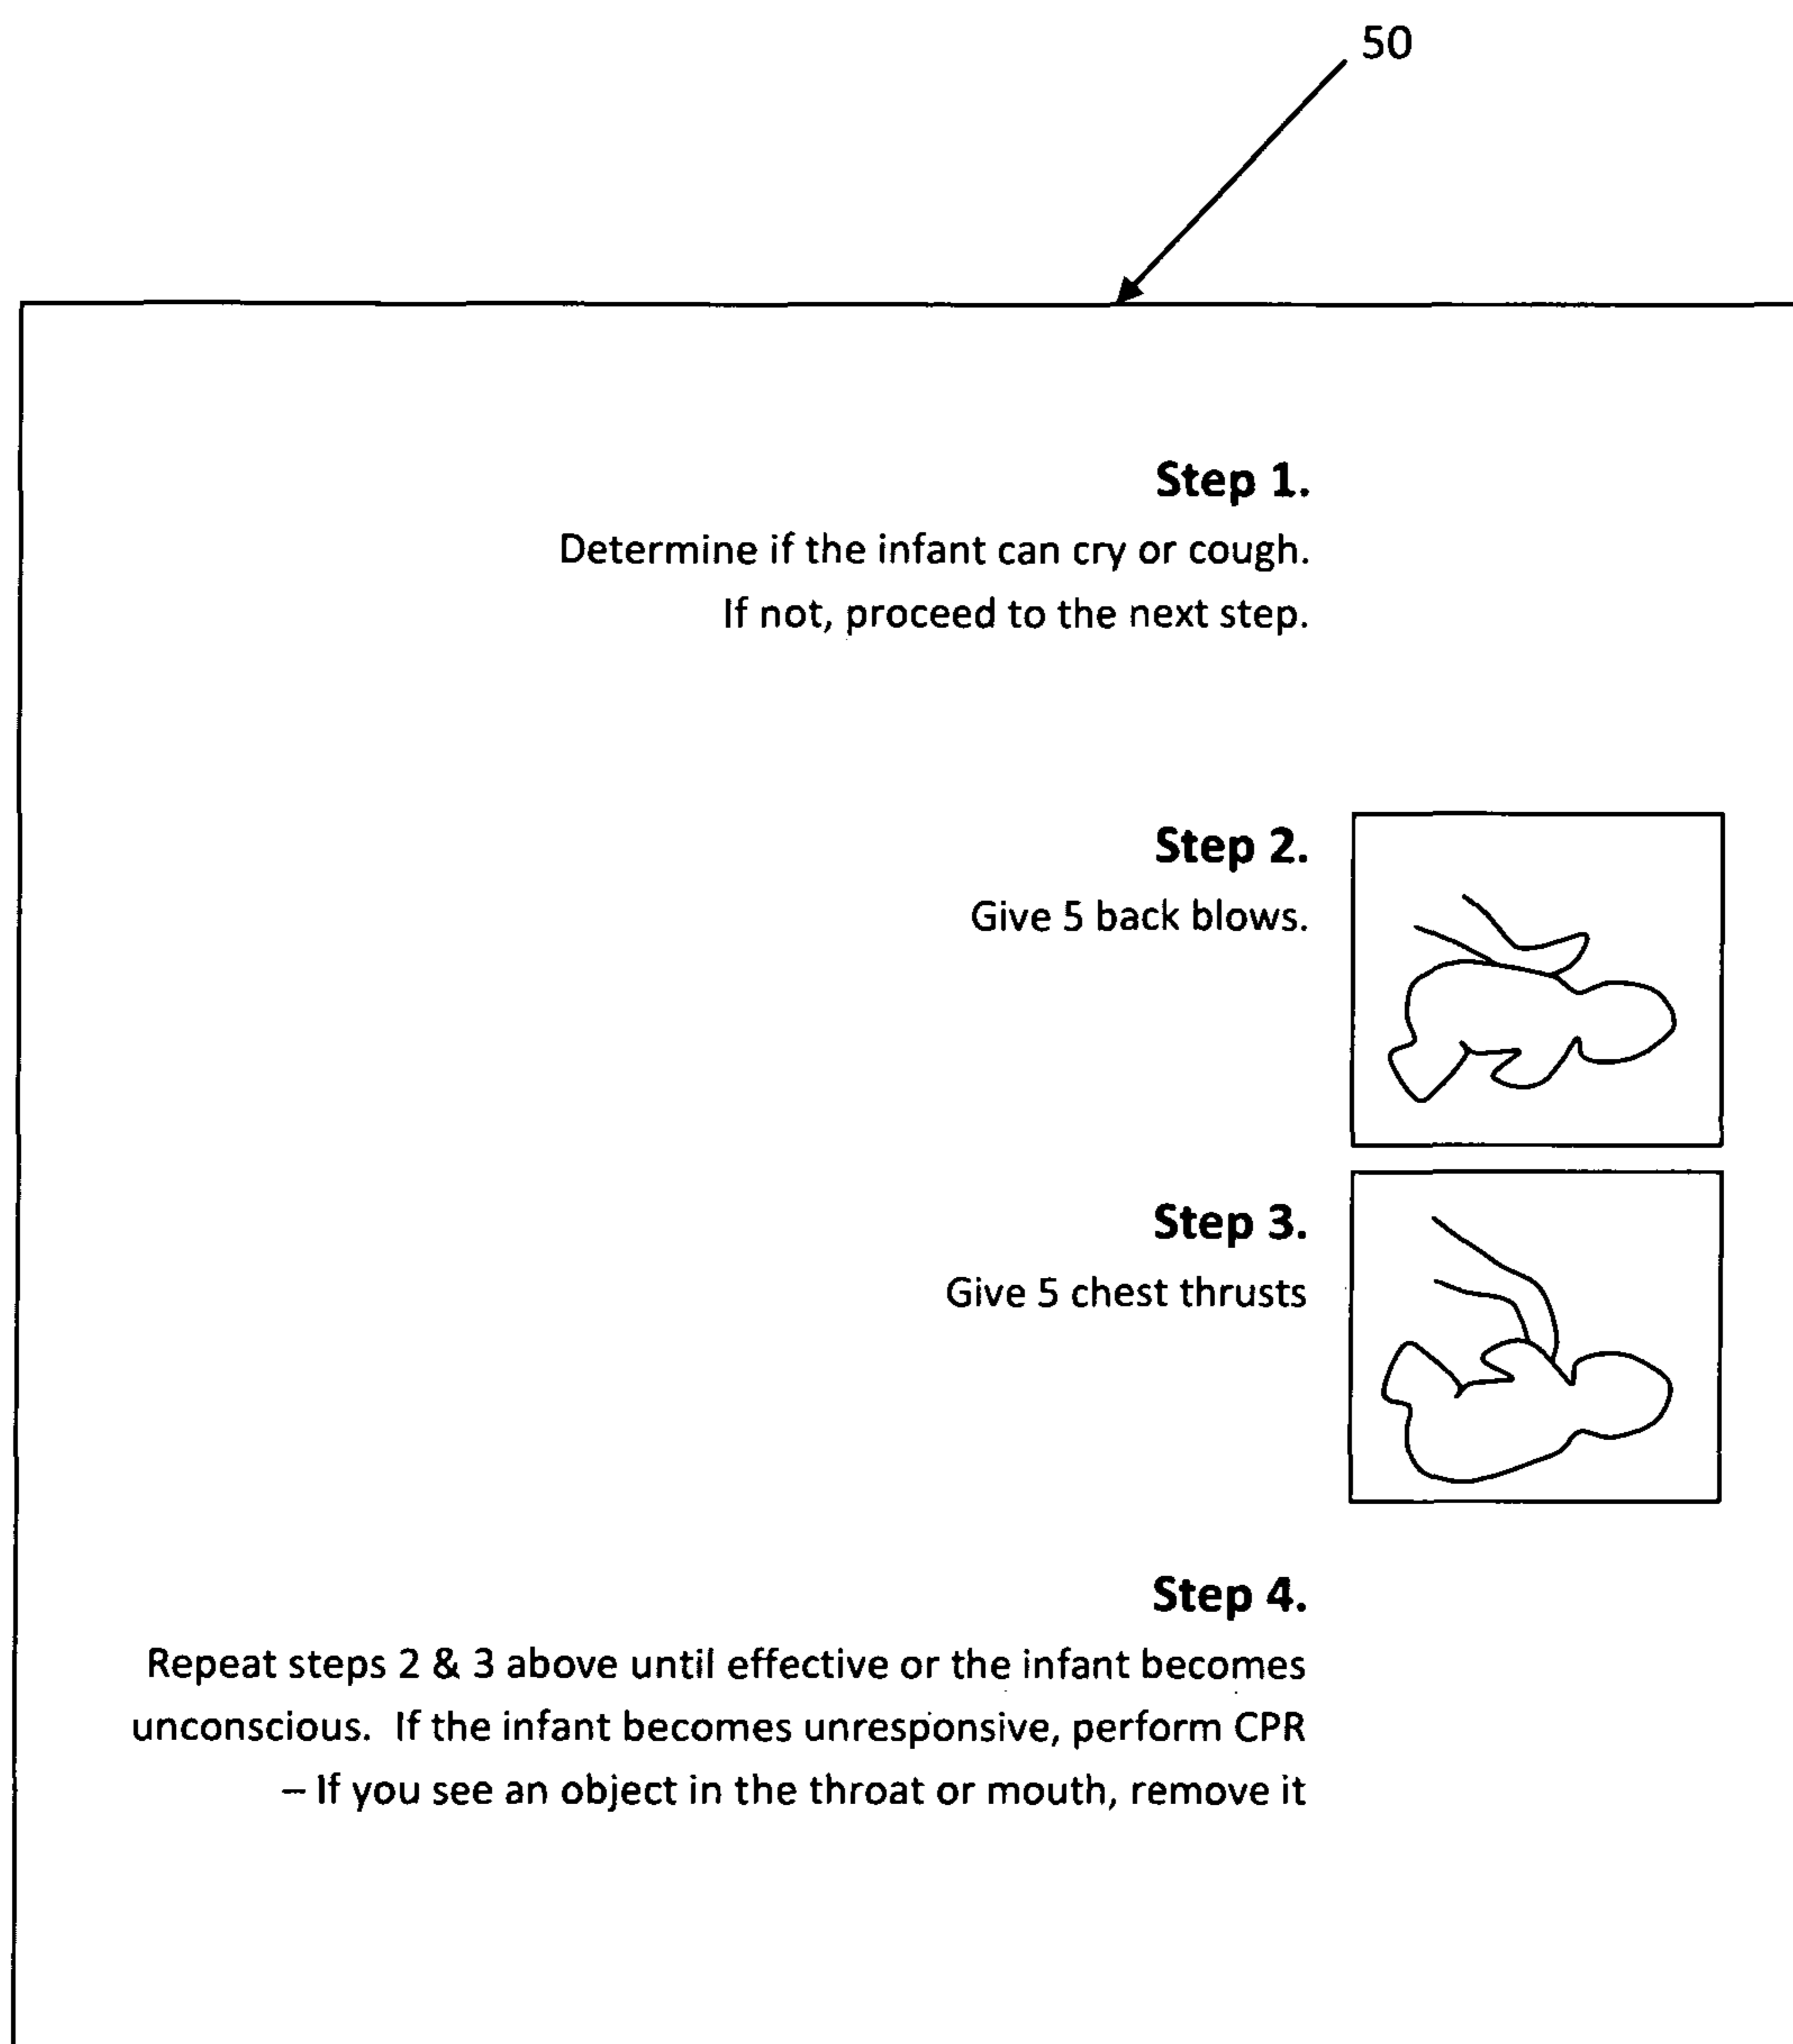 50
Step 1.
Determine if the infant can cry or cough.
If not, proceed to the next step.
Step 2.
Give 5 back blows.
Step 3.
Give 5 chest thrusts
Step 4.
Repeat steps 2 & 3 above until effective or the infant becomes
unconscious. If the infant becomes unresponsive, perform CPR
– If you see an object in the throat or mouth, remove it